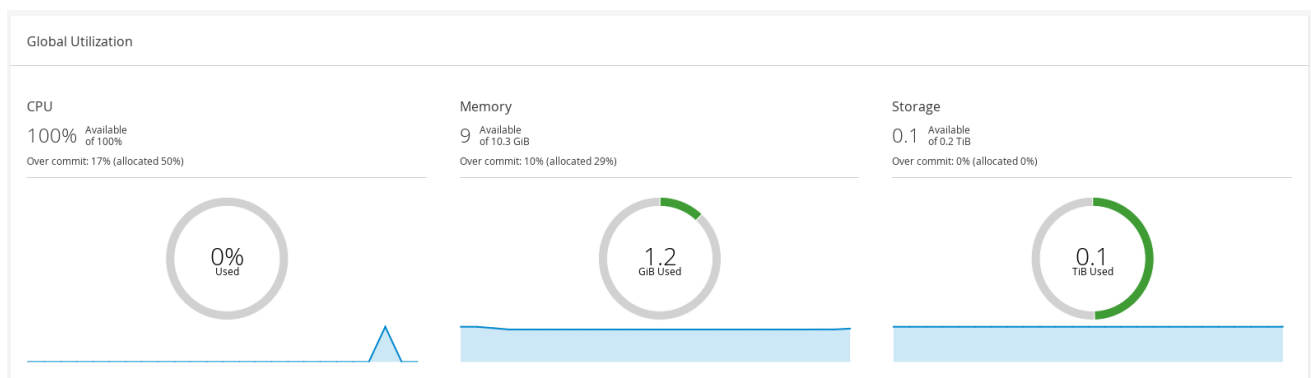 Global Utilization
CPU
100% Available of 100%
Over commit: 17% (allocated 50%)
0%
Used
Memory
9 Available of 10.3 GiB
Over commit: 10% (allocated 29%)
1.2
GiB Used
Storage
0.1 Available of 0.2 TiB
Over commit: 0% (allocated 0%)
0.1
TiB Used